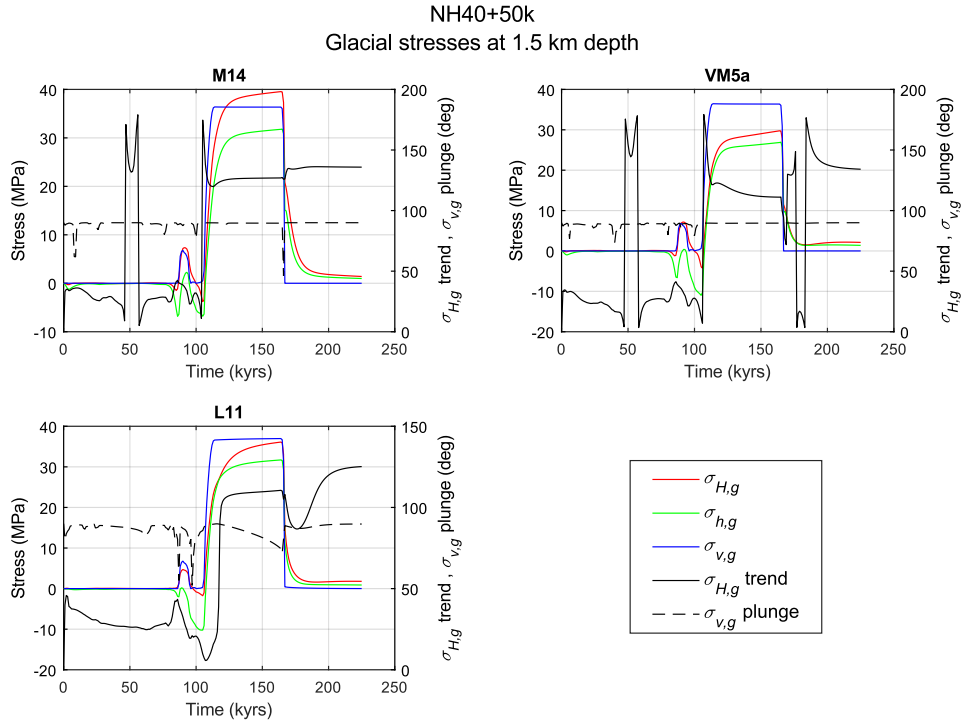 NH40+50k
Glacial stresses at 1.5 km depth
M14
40
30
20
10
0
-10
Stress (MPa)
200
150
100
50
0
σH,g trend , σv,g plunge (deg)
0 50 100 150 200 250
Time (kyrs)
VM5a
40
30
20
10
0
-10
-20
Stress (MPa)
200
150
100
50
0
σH,g trend , σv,g plunge (deg)
0 50 100 150 200 250
Time (kyrs)
L11
40
30
20
10
0
-10
-20
Stress (MPa)
150
100
50
0
σH,g trend , σv,g plunge (deg)
0 50 100 150 200 250
Time (kyrs)
σH,g
σh,g
σv,g
σH,g trend
σv,g plunge